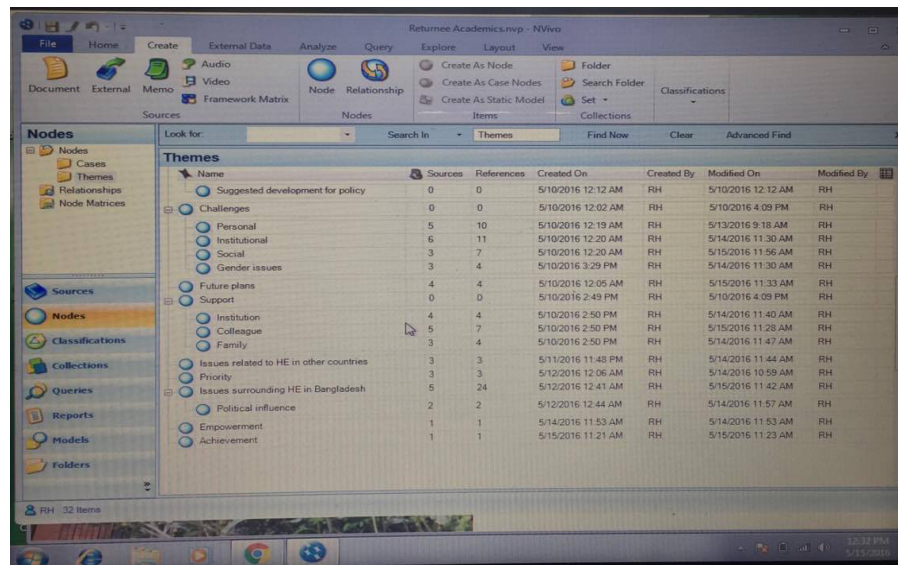 Returnee Academics.nvp - NVivo
File Home Create External Data Analyze Query Explore Layout View
Document External Memo Audio Video Framework Matrix Node Relationship Create As Node Create As Case Nodes Create As Static Model Folder Search Folder Set Classifications
Sources Nodes Items Collections
Nodes
Look for: Search In Themes Find Now Clear Advanced Find
Nodes
Cases
Themes
Relationships
Node Matrices
Themes
Name Sources References Created On Created By Modified On Modified By
Suggested development for policy 0 0 5/10/2016 12:12 AM RH 5/10/2016 12:12 AM RH
Challenges 0 0 5/10/2016 12:02 AM RH 5/10/2016 4:09 PM RH
Personal 5 10 5/10/2016 12:19 AM RH 5/13/2016 9:18 AM RH
Institutional 6 11 5/10/2016 12:20 AM RH 5/14/2016 11:30 AM RH
Social 3 7 5/10/2016 12:20 AM RH 5/15/2016 11:56 AM RH
Gender issues 3 4 5/10/2016 3:29 PM RH 5/14/2016 11:30 AM RH
Future plans 4 4 5/10/2016 12:05 AM RH 5/15/2016 11:33 AM RH
Support 0 0 5/10/2016 2:49 PM RH 5/10/2016 4:09 PM RH
Institution 4 4 5/10/2016 2:50 PM RH 5/14/2016 11:40 AM RH
Colleague 5 7 5/10/2016 2:50 PM RH 5/15/2016 11:28 AM RH
Family 3 4 5/10/2016 2:50 PM RH 5/14/2016 11:47 AM RH
Issues related to HE in other countries 3 3 5/11/2016 11:48 PM RH 5/14/2016 11:44 AM RH
Priority 3 3 5/12/2016 12:06 AM RH 5/14/2016 10:59 AM RH
Issues surrounding HE in Bangladesh 5 24 5/12/2016 12:41 AM RH 5/15/2016 11:42 AM RH
Political influence 2 2 5/12/2016 12:44 AM RH 5/14/2016 11:57 AM RH
Empowerment 1 1 5/14/2016 11:53 AM RH 5/14/2016 11:53 AM RH
Achievement 1 1 5/15/2016 11:21 AM RH 5/15/2016 11:23 AM RH
Sources
Nodes
Classifications
Collections
Queries
Reports
Models
Folders
RH 32 Items
12:32 PM
5/15/2016